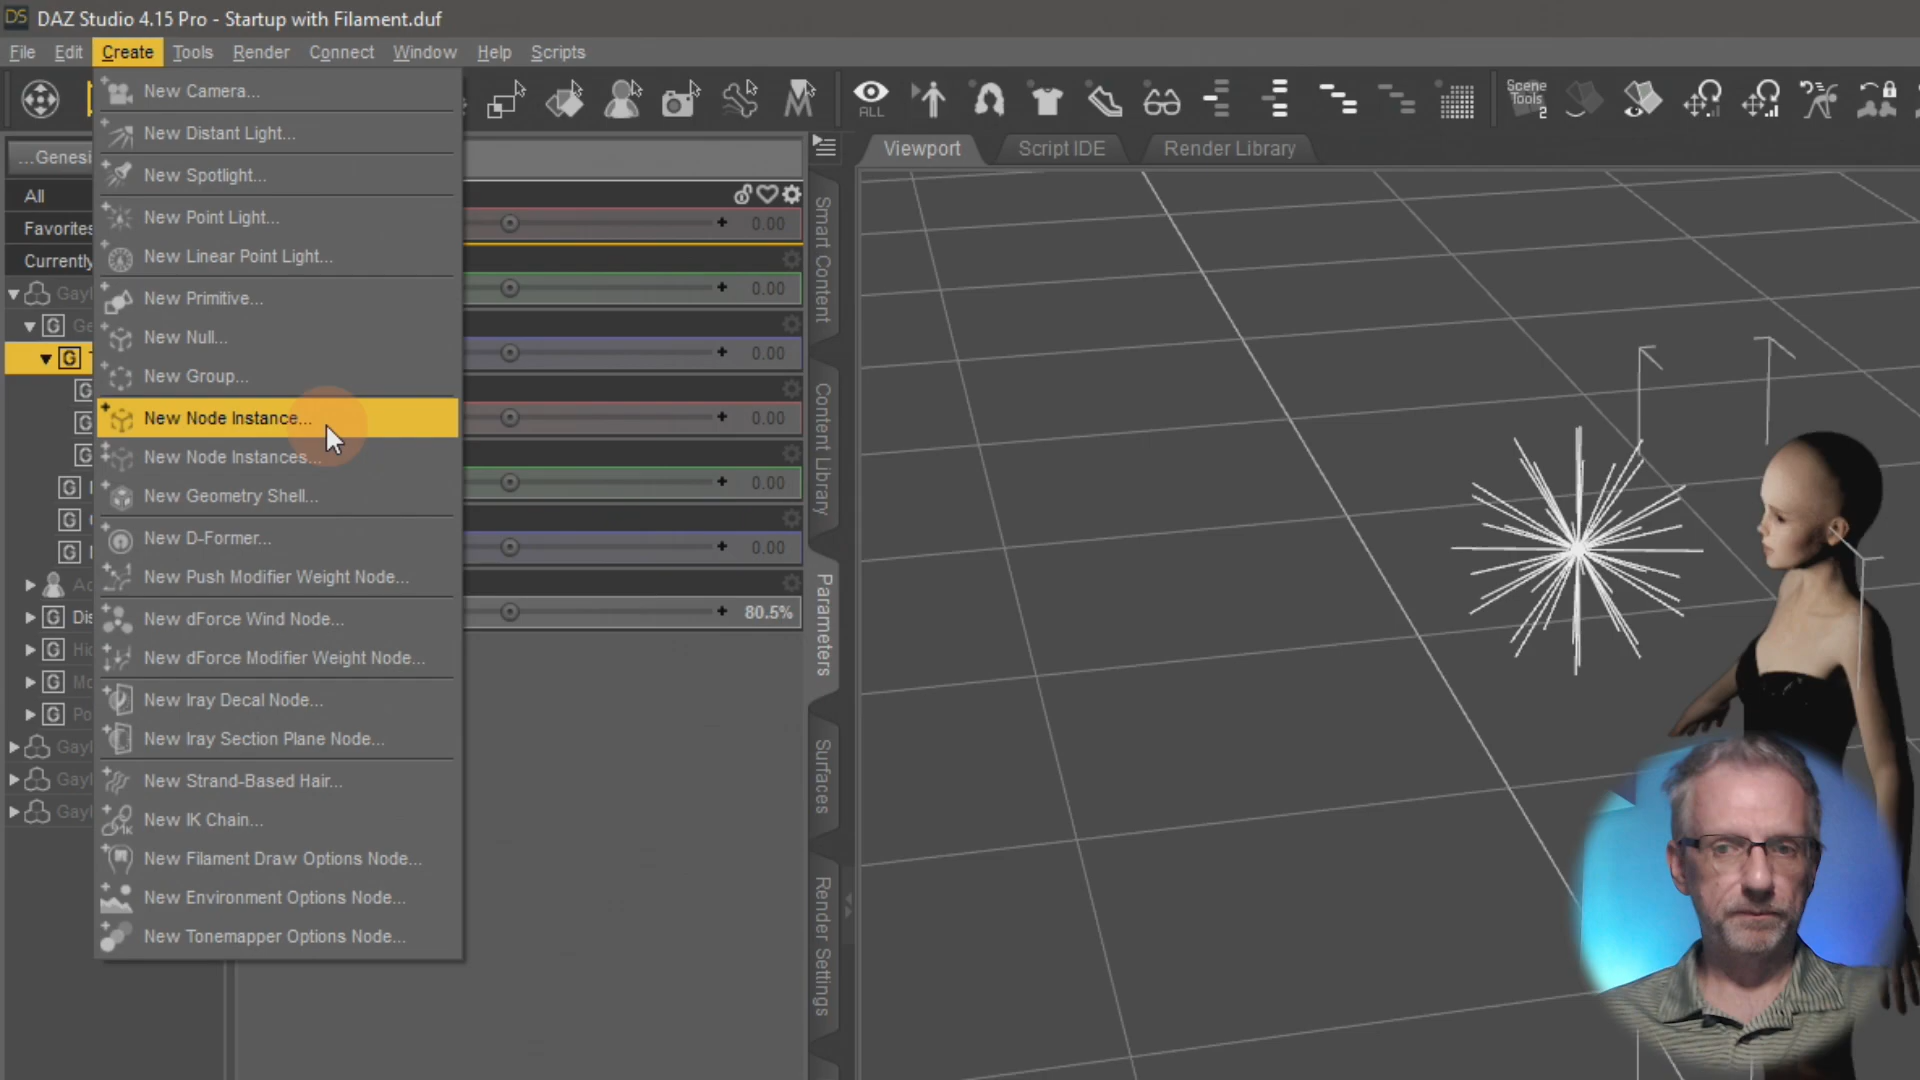 DS DAZ Studio 4.15 Pro - Startup with Filament.duf
File Edit Create Tools Render Connect Window Help Scripts
ALL
Scene Tools 2
New Camera...
New Distant Light...
New Spotlight...
New Point Light...
New Linear Point Light...
New Primitive...
New Null...
New Group...
New Node Instance...
New Node Instances...
New Geometry Shell...
New D-Former...
New Push Modifier Weight Node...
New dForce Wind Node...
New dForce Modifier Weight Node...
New Iray Decal Node...
New Iray Section Plane Node...
New Strand-Based Hair...
New IK Chain...
New Filament Draw Options Node...
New Environment Options Node...
New Tonemapper Options Node...
...Genesi
All
Favorites
Currently
Gayl
G Ge
G
G
G
G
G
G
G
Ac
G Dis
G Hid
G Mo
G Po
Gayl
Gayl
Gayl
0.00
0.00
0.00
0.00
0.00
0.00
80.5%
Smart Content
Content Library
Parameters
Surfaces
Render Settings
Viewport Script IDE Render Library